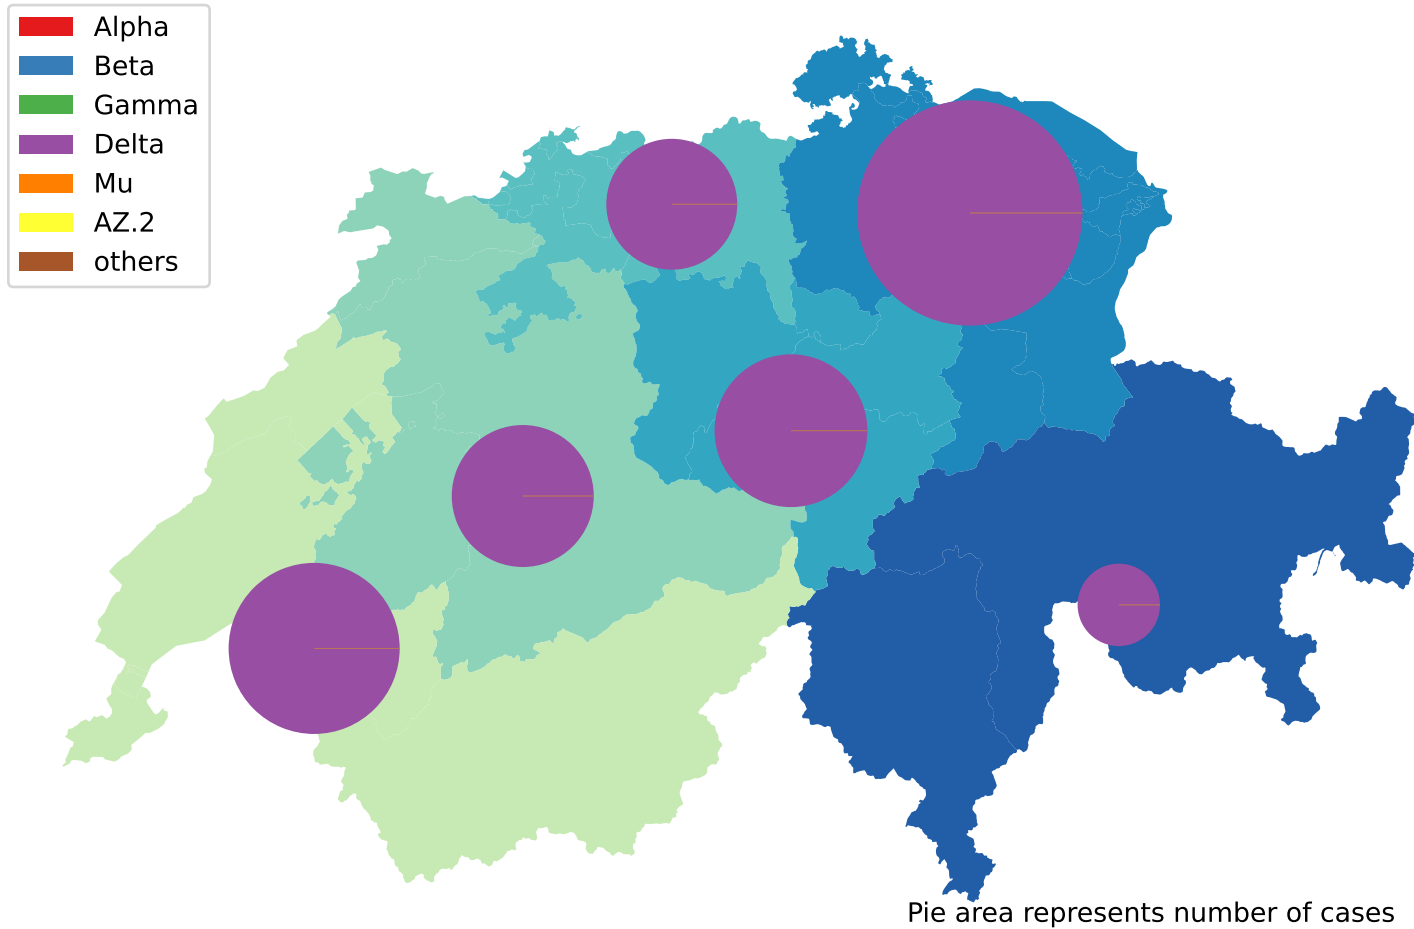 Alpha
Beta
Gamma
Delta
Mu
AZ.2
others
Pie area represents number of cases